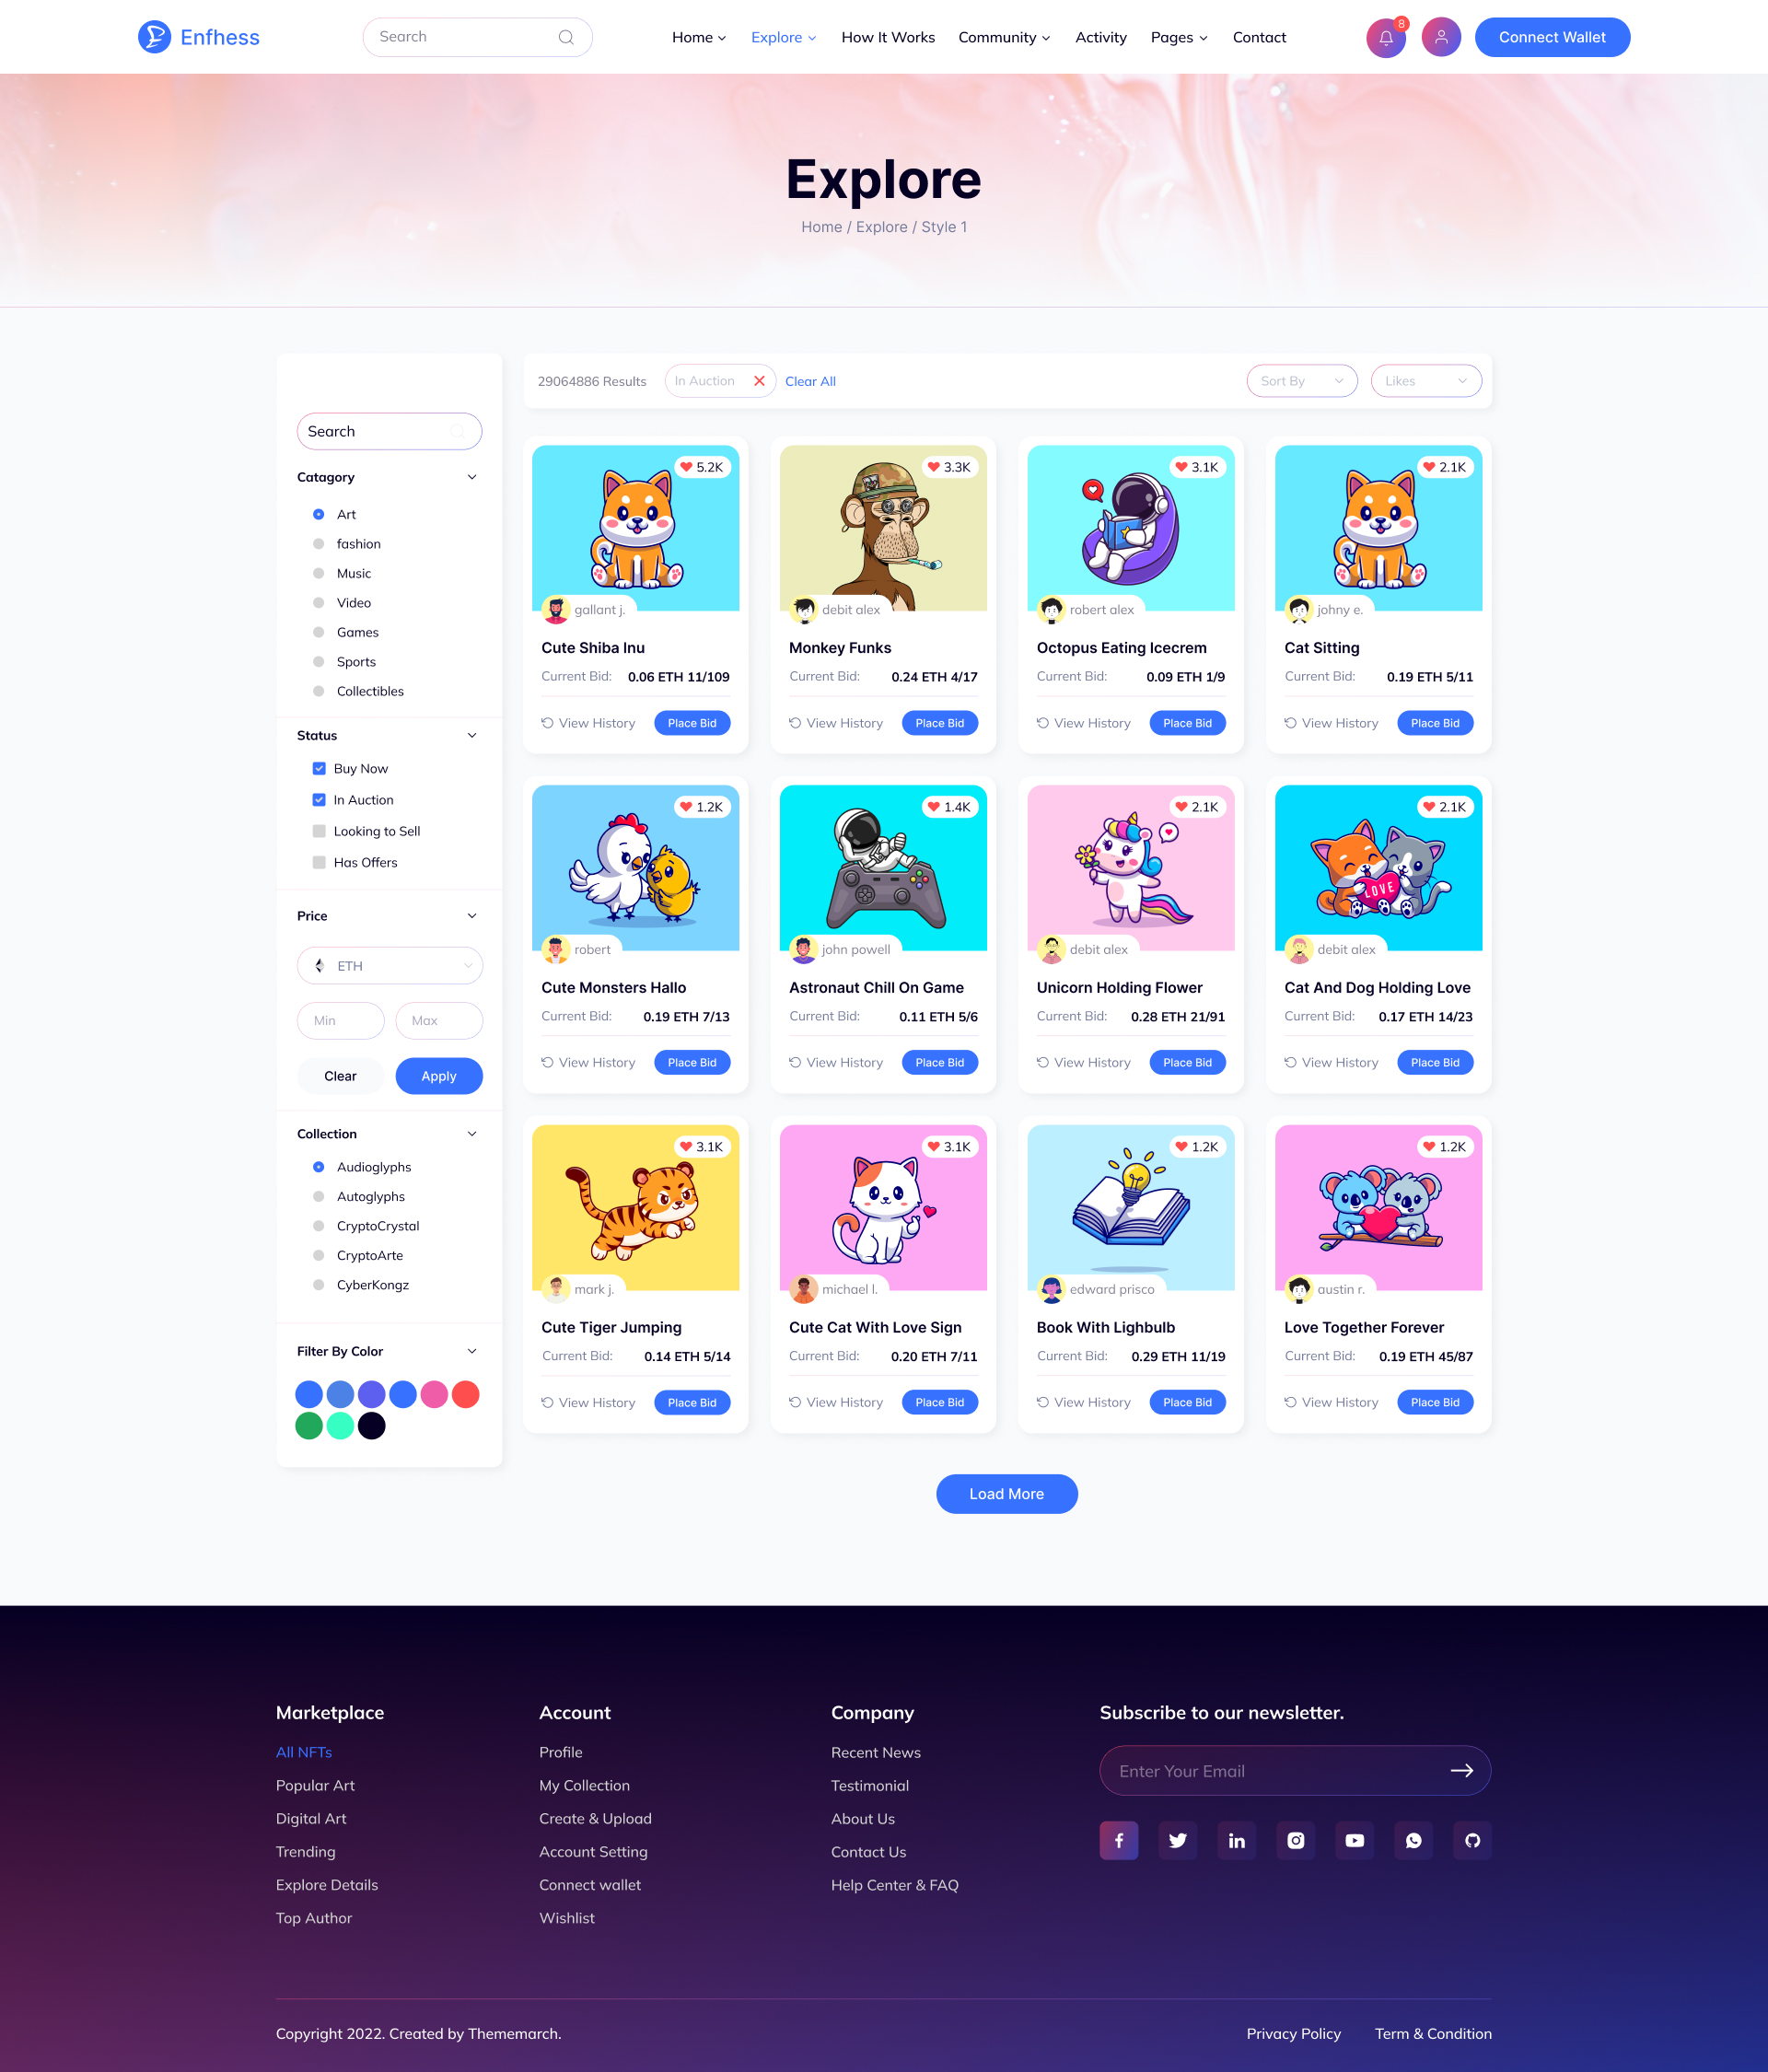 Enfhess
Search
Home
Explore
How It Works
Community
Activity
Pages
Contact
8
Connect Wallet
Explore
Home / Explore / Style 1
Search
Catagory
Art
fashion
Music
Video
Games
Sports
Collectibles
Status
Buy Now
In Auction
Looking to Sell
Has Offers
Price
ETH
Min Max
Clear Apply
Collection
Audioglyphs
Autoglyphs
CryptoCrystal
CryptoArte
CyberKongz
Filter By Color
29064886 Results
In Auction
Clear All
Sort By
Likes
5.2K
gallant j.
Cute Shiba Inu
Current Bid: 0.06 ETH 11/109
View History Place Bid
3.3K
debit alex
Monkey Funks
Current Bid: 0.24 ETH 4/17
View History Place Bid
3.1K
robert alex
Octopus Eating Icecrem
Current Bid: 0.09 ETH 1/9
View History Place Bid
2.1K
johny e.
Cat Sitting
Current Bid: 0.19 ETH 5/11
View History Place Bid
1.2K
robert
Cute Monsters Hallo
Current Bid: 0.19 ETH 7/13
View History Place Bid
1.4K
john powell
Astronaut Chill On Game
Current Bid: 0.11 ETH 5/6
View History Place Bid
2.1K
debit alex
Unicorn Holding Flower
Current Bid: 0.28 ETH 21/91
View History Place Bid
2.1K
LOVE
debit alex
Cat And Dog Holding Love
Current Bid: 0.17 ETH 14/23
View History Place Bid
3.1K
mark j.
Cute Tiger Jumping
Current Bid: 0.14 ETH 5/14
View History Place Bid
3.1K
michael l.
Cute Cat With Love Sign
Current Bid: 0.20 ETH 7/11
View History Place Bid
1.2K
edward prisco
Book With Lighbulb
Current Bid: 0.29 ETH 11/19
View History Place Bid
1.2K
austin r.
Love Together Forever
Current Bid: 0.19 ETH 45/87
View History Place Bid
Load More
Marketplace
All NFTs
Popular Art
Digital Art
Trending
Explore Details
Top Author
Account
Profile
My Collection
Create & Upload
Account Setting
Connect wallet
Wishlist
Company
Recent News
Testimonial
About Us
Contact Us
Help Center & FAQ
Subscribe to our newsletter.
Enter Your Email
Copyright 2022. Created by Thememarch.
Privacy Policy
Term & Condition